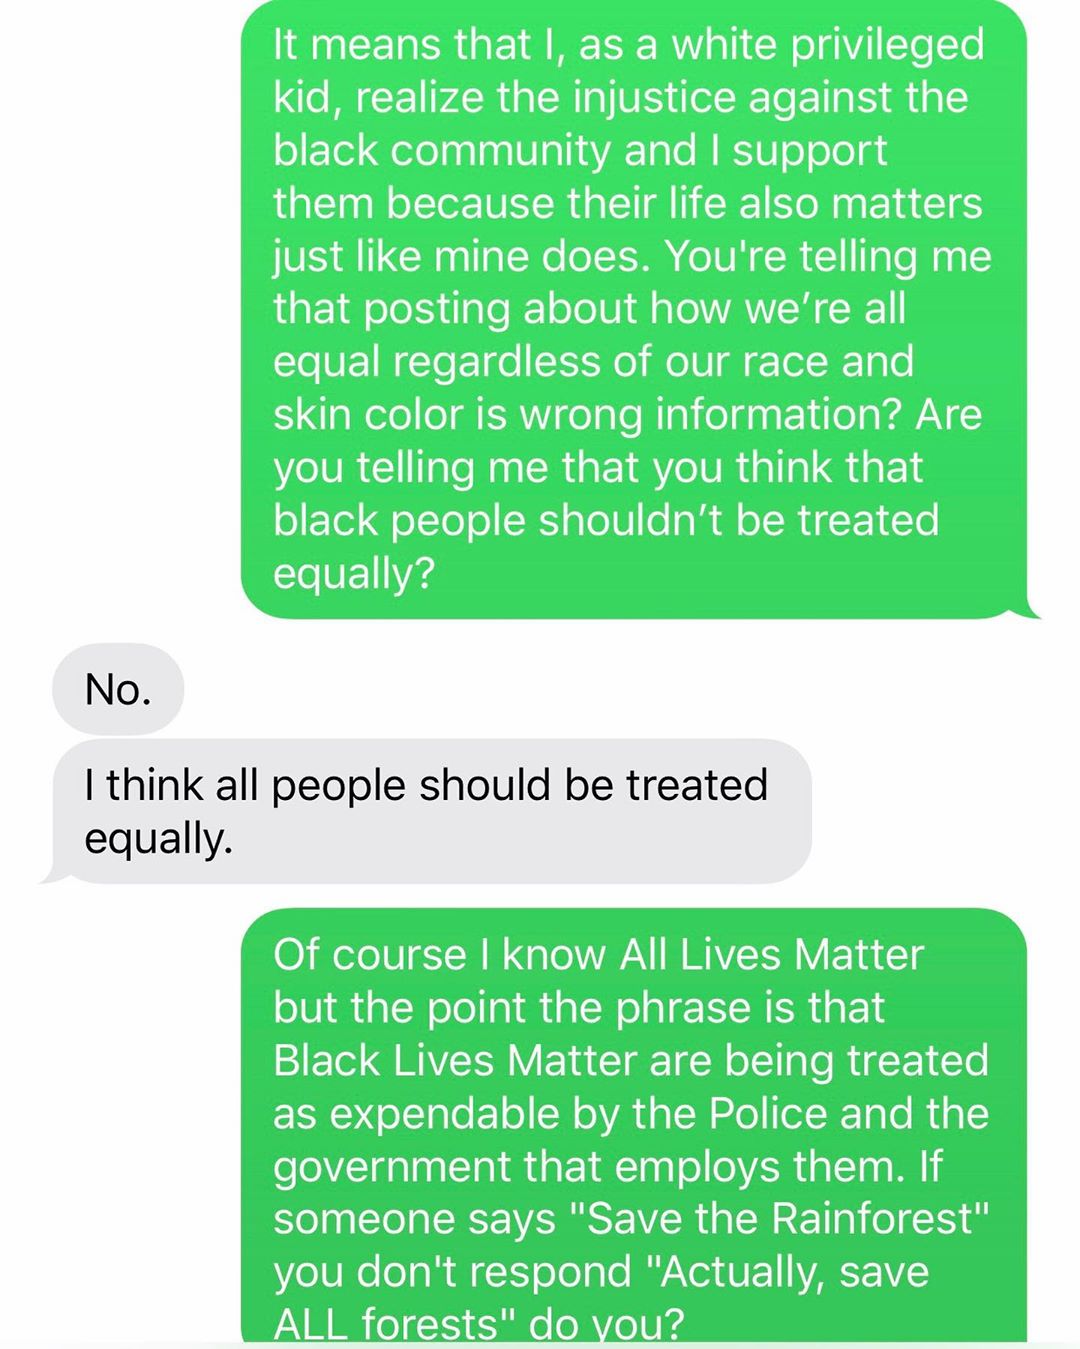 It means that I, as a white privileged
kid, realize the injustice against the
black community and I support
them because their life also matters
just like mine does. You're telling me
that posting about how we’re all
equal regardless of our race and
skin color is wrong information? Are
you telling me that you think that
black people shouldn’t be treated
equally?
No.
I think all people should be treated
equally.
Of course I know All Lives Matter
but the point the phrase is that
Black Lives Matter are being treated
as expendable by the Police and the
government that employs them. If
someone says "Save the Rainforest"
you don't respond "Actually, save
ALL forests" do you?